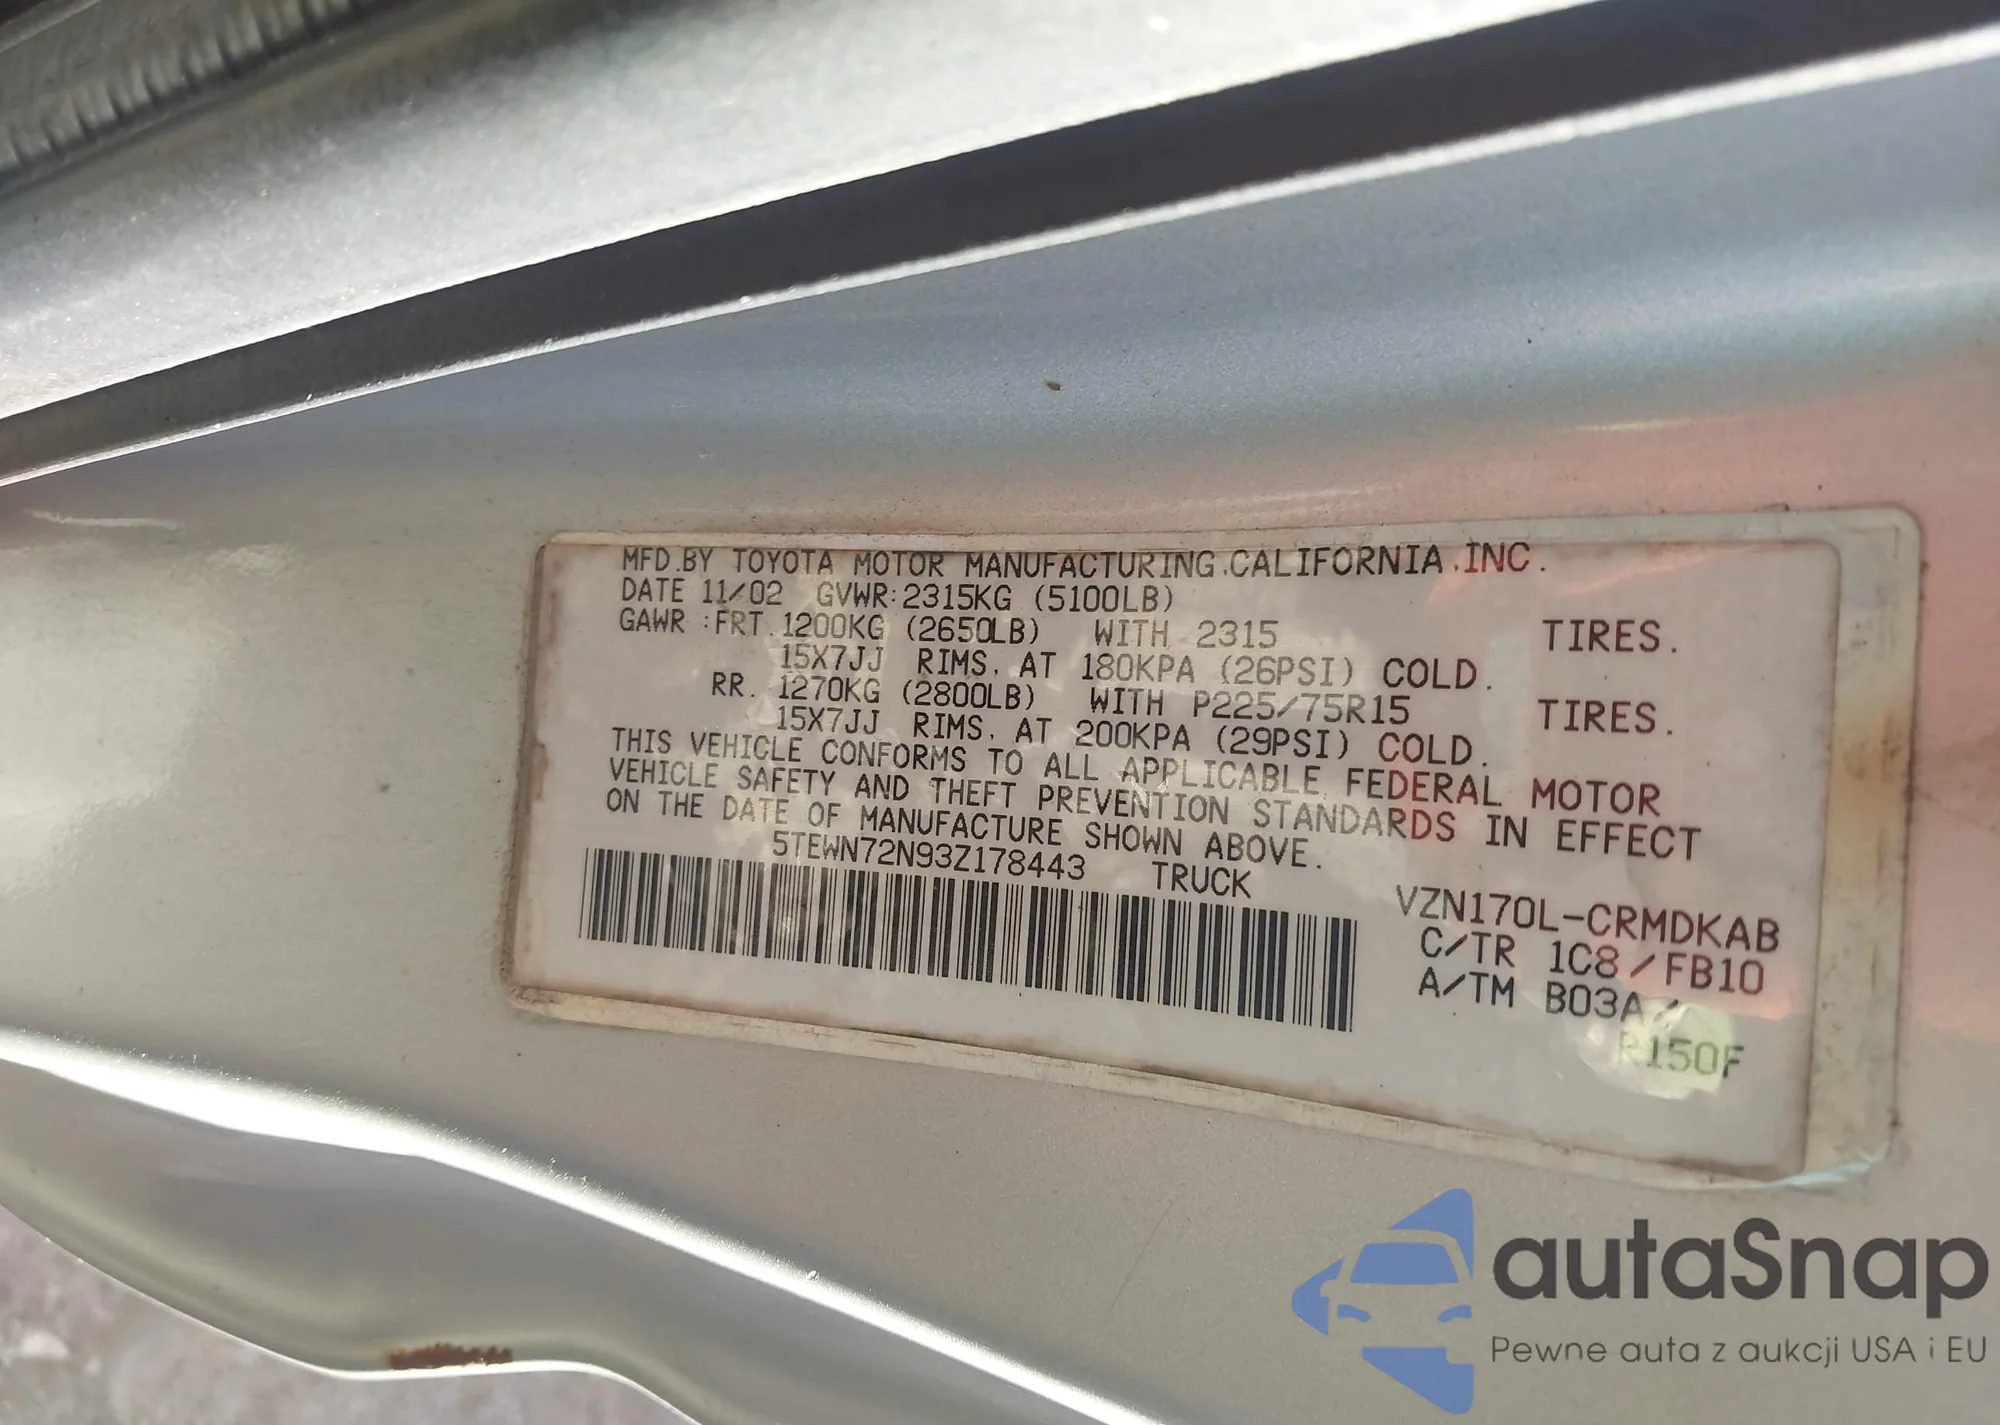 MFD.BY TOYOTA MOTOR MANUFACTURING.CALIFORNIA.INC.
DATE 11/02 GVWR:2315KG (5100LB)
GAWR :FRT. 1200KG (2650LB) WITH 2315 TIRES.
15X7JJ RIMS, AT 180KPA (26PSI) COLD.
RR. 1270KG (2800LB) WITH P225/75R15 TIRES.
15X7JJ RIMS, AT 200KPA (29PSI) COLD.
THIS VEHICLE CONFORMS TO ALL APPLICABLE FEDERAL MOTOR
VEHICLE SAFETY AND THEFT PREVENTION STANDARDS IN EFFECT
ON THE DATE OF MANUFACTURE SHOWN ABOVE.
5TEWN72N93Z178443 TRUCK
VZN170L-CRMDKAB
C/TR 1C8/FB10
A/TM B03A/
R150F
autaSnap
Pewne auta z aukcji USA i EU